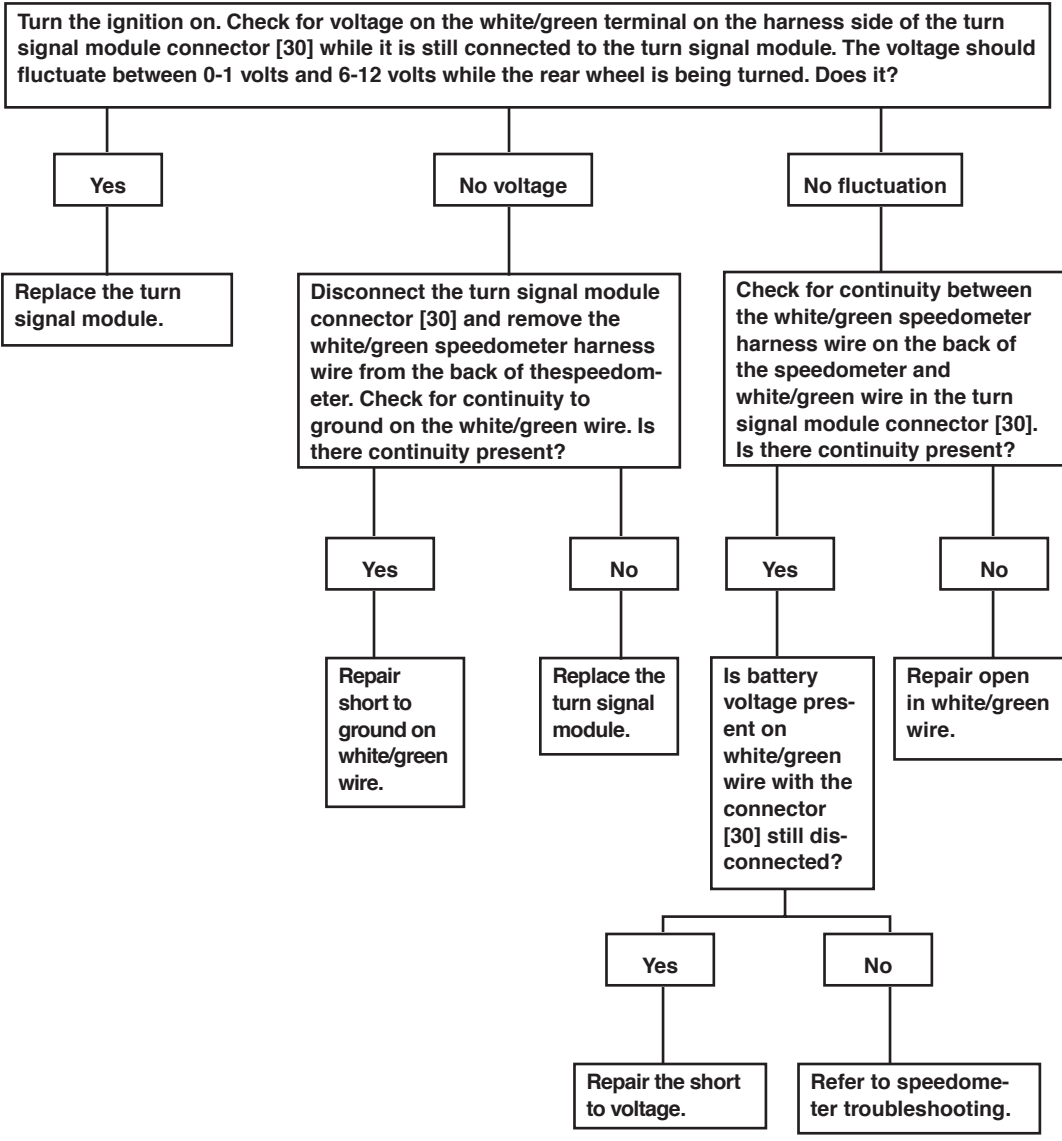 Turn the ignition on. Check for voltage on the white/green terminal on the harness side of the turn
signal module connector [30] while it is still connected to the turn signal module. The voltage should
fluctuate between 0-1 volts and 6-12 volts while the rear wheel is being turned. Does it?
Yes
No voltage
No fluctuation
Replace the turn
signal module.
Disconnect the turn signal module
connector [30] and remove the
white/green speedometer harness
wire from the back of thespeedom-
eter. Check for continuity to
ground on the white/green wire. Is
there continuity present?
Check for continuity between
the white/green speedometer
harness wire on the back of
the speedometer and
white/green wire in the turn
signal module connector [30].
Is there continuity present?
Yes
No
Yes
No
Repair
short to
ground on
white/green
wire.
Replace the
turn signal
module.
Is battery
voltage pres-
ent on
white/green
wire with the
connector
[30] still dis-
connected?
Repair open
in white/green
wire.
Yes
No
Repair the short
to voltage.
Refer to speedome-
ter troubleshooting.